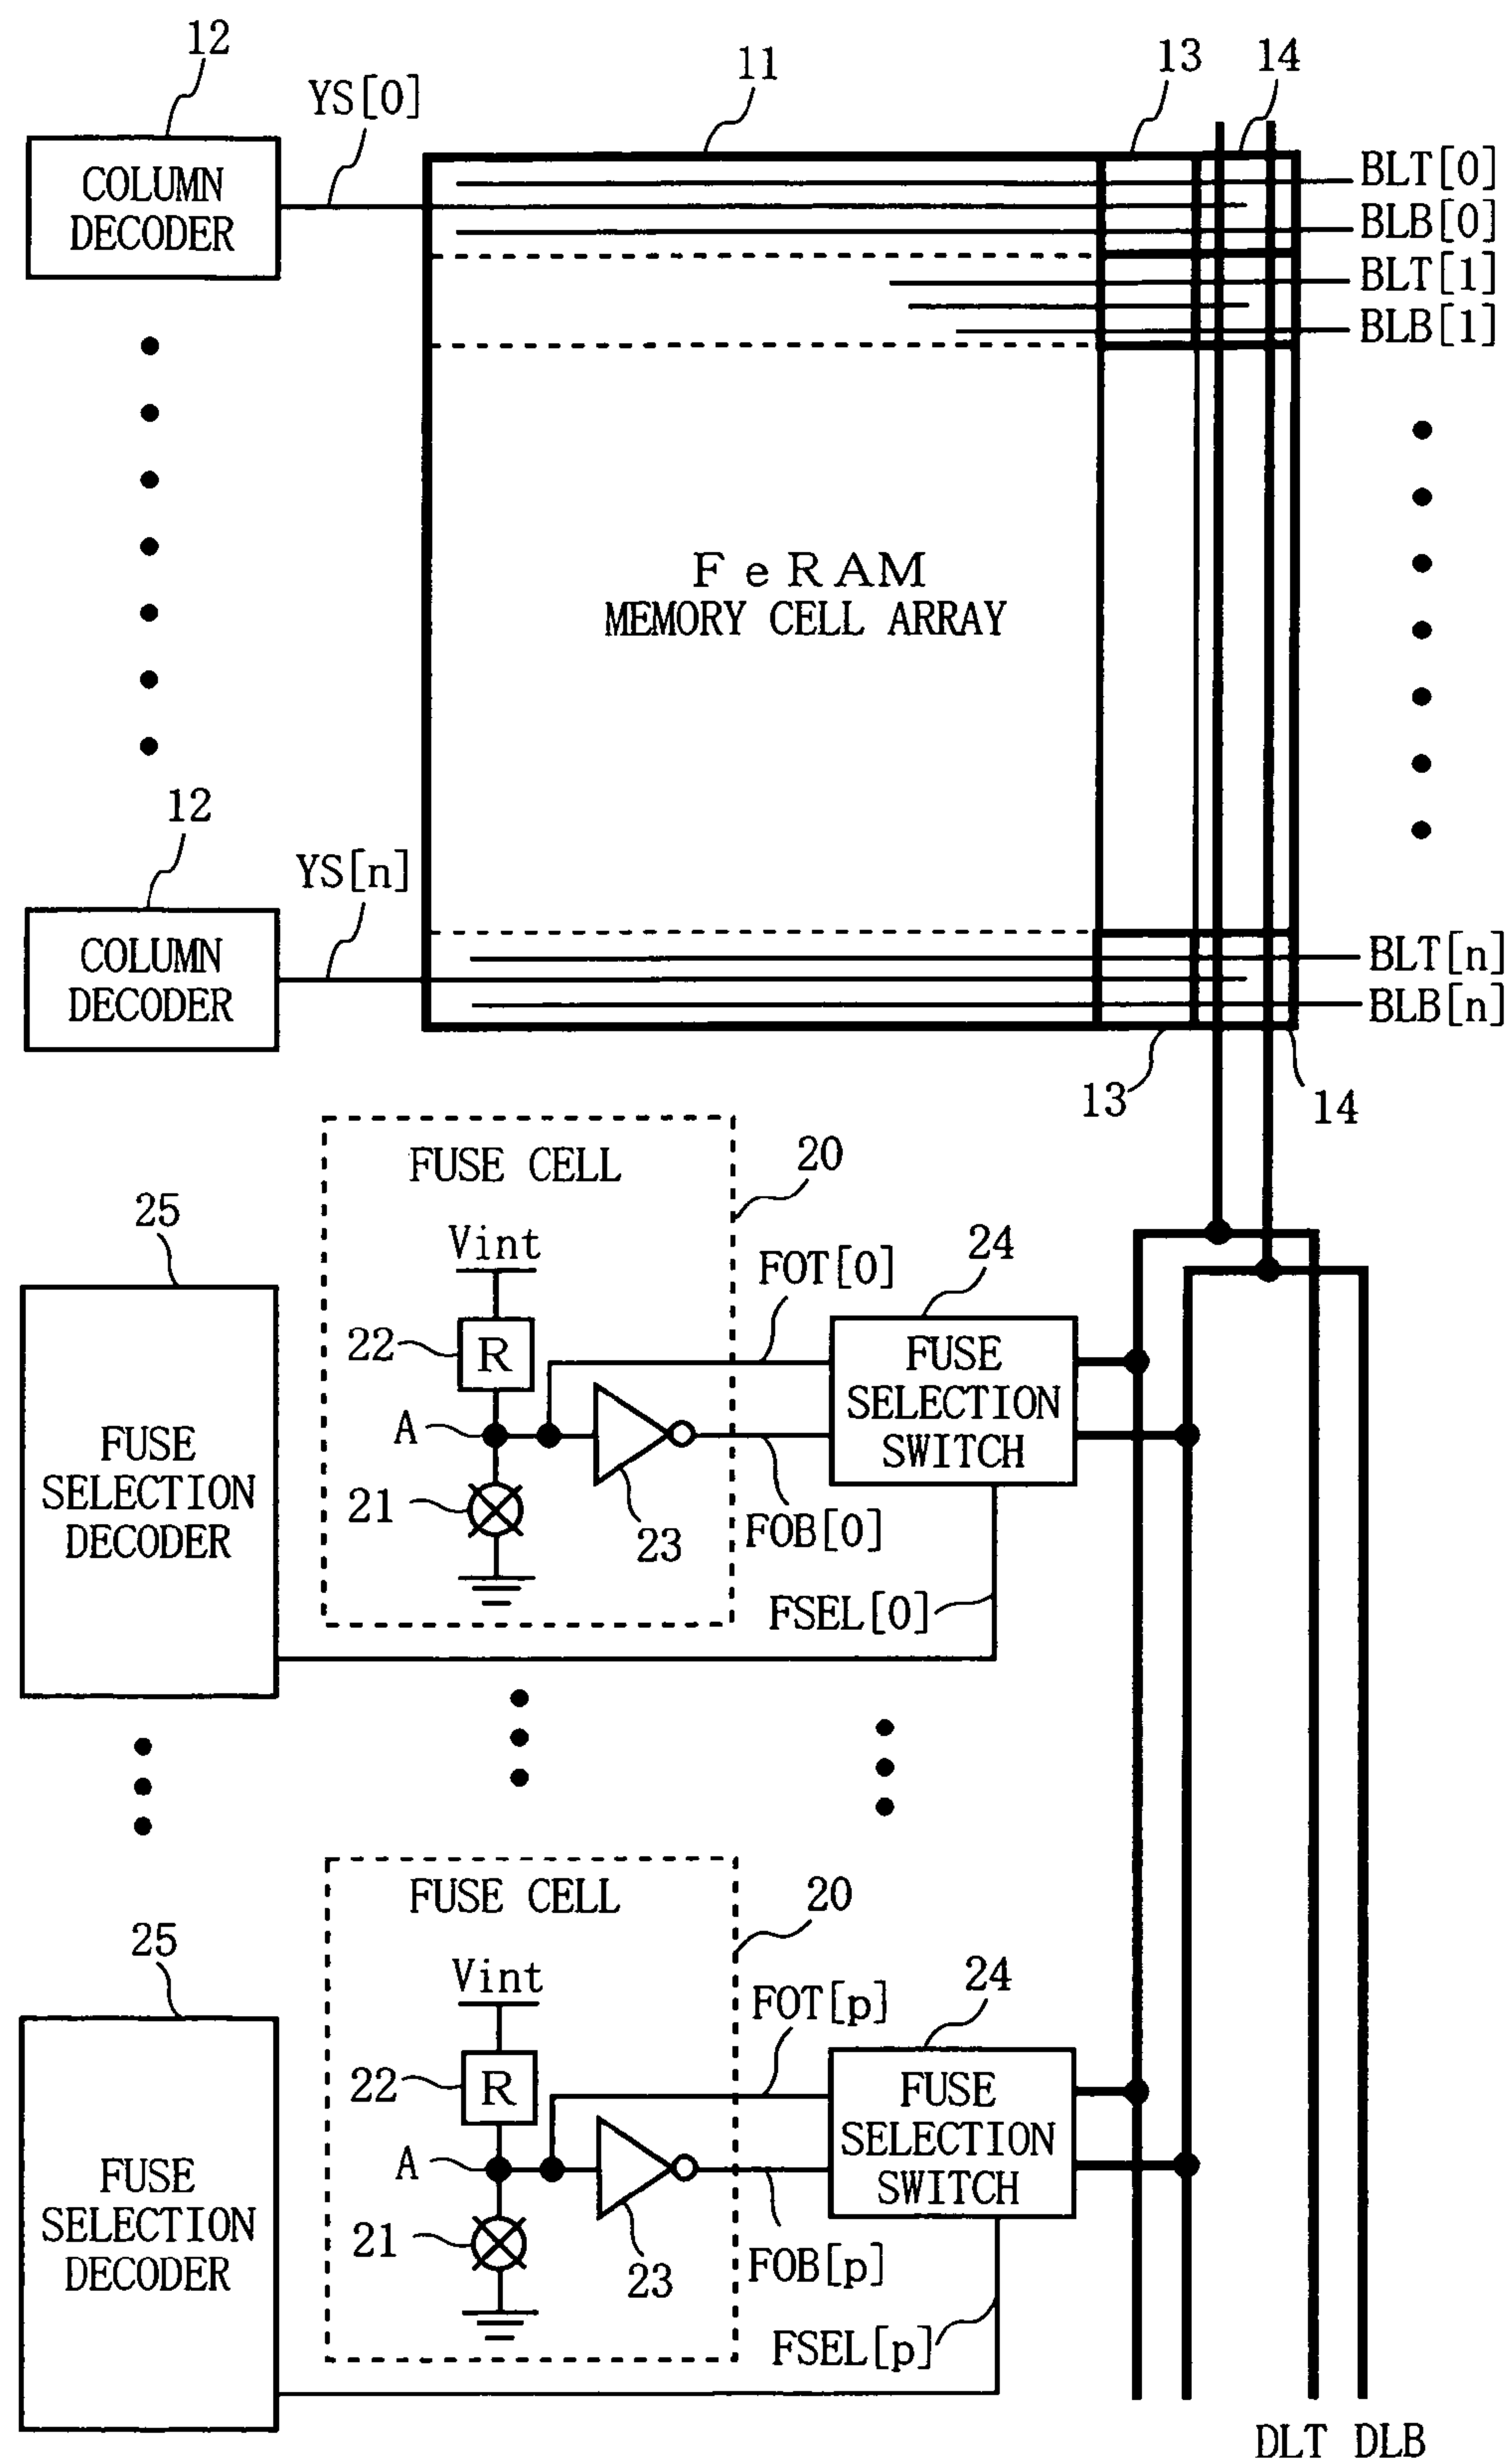 12
YS[0]
11
13
14
COLUMN
DECODER
BLT[0]
BLB[0]
BLT[1]
BLB[1]
FeRAM
MEMORY CELL ARRAY
12
YS[n]
COLUMN
DECODER
BLT[n]
BLB[n]
13
14
FUSE CELL
20
25
Vint
FOT[0]
24
22
R
FUSE
SELECTION
SWITCH
A
FUSE
SELECTION
DECODER
21
23
FOB[0]
FSEL[0]
FUSE CELL
20
25
Vint
FOT[p]
24
22
R
FUSE
SELECTION
SWITCH
A
FUSE
SELECTION
DECODER
21
23
FOB[p]
FSEL[p]
DLT DLB